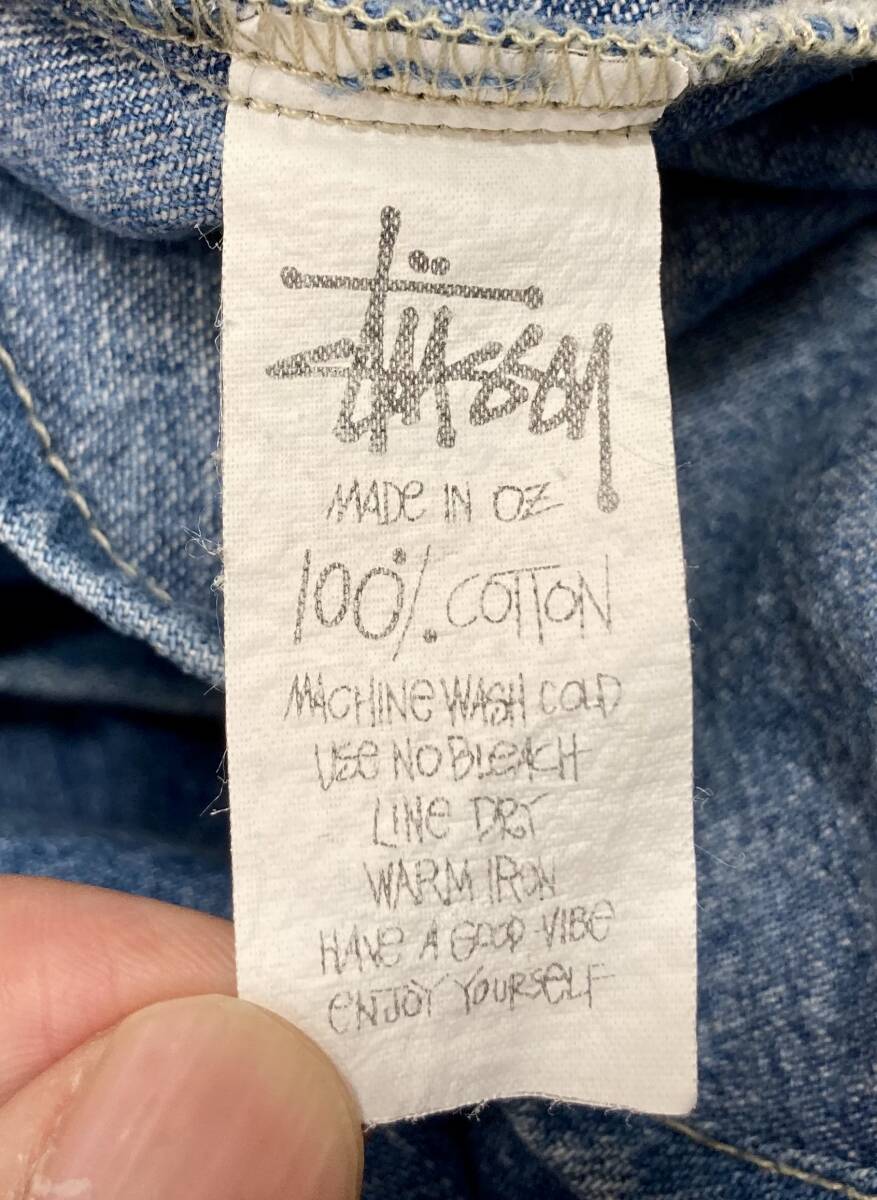 Stüssy
MADE IN OZ
100%. COTTON
MACHINE WASH COLD
USE NO BLEACH
LINE DRY
WARM IRON
HAVE A GOOD VIBE
ENJOY YOURSELF